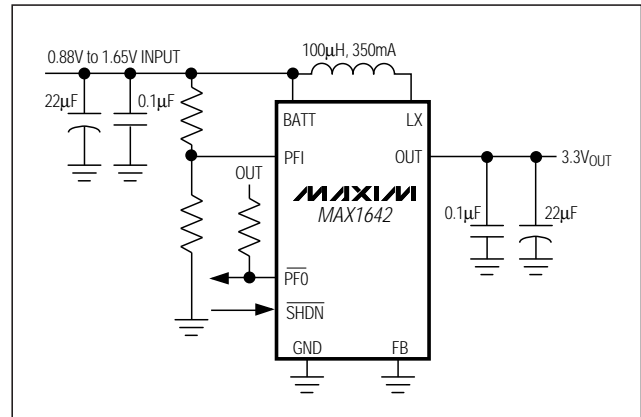 0.88V to 1.65V INPUT
100µH, 350mA
22µF
0.1µF
BATT
LX
PFI
OUT
OUT
3.3VOUT
MAXIM
MAX1642
0.1µF
22µF
PFO
SHDN
GND
FB